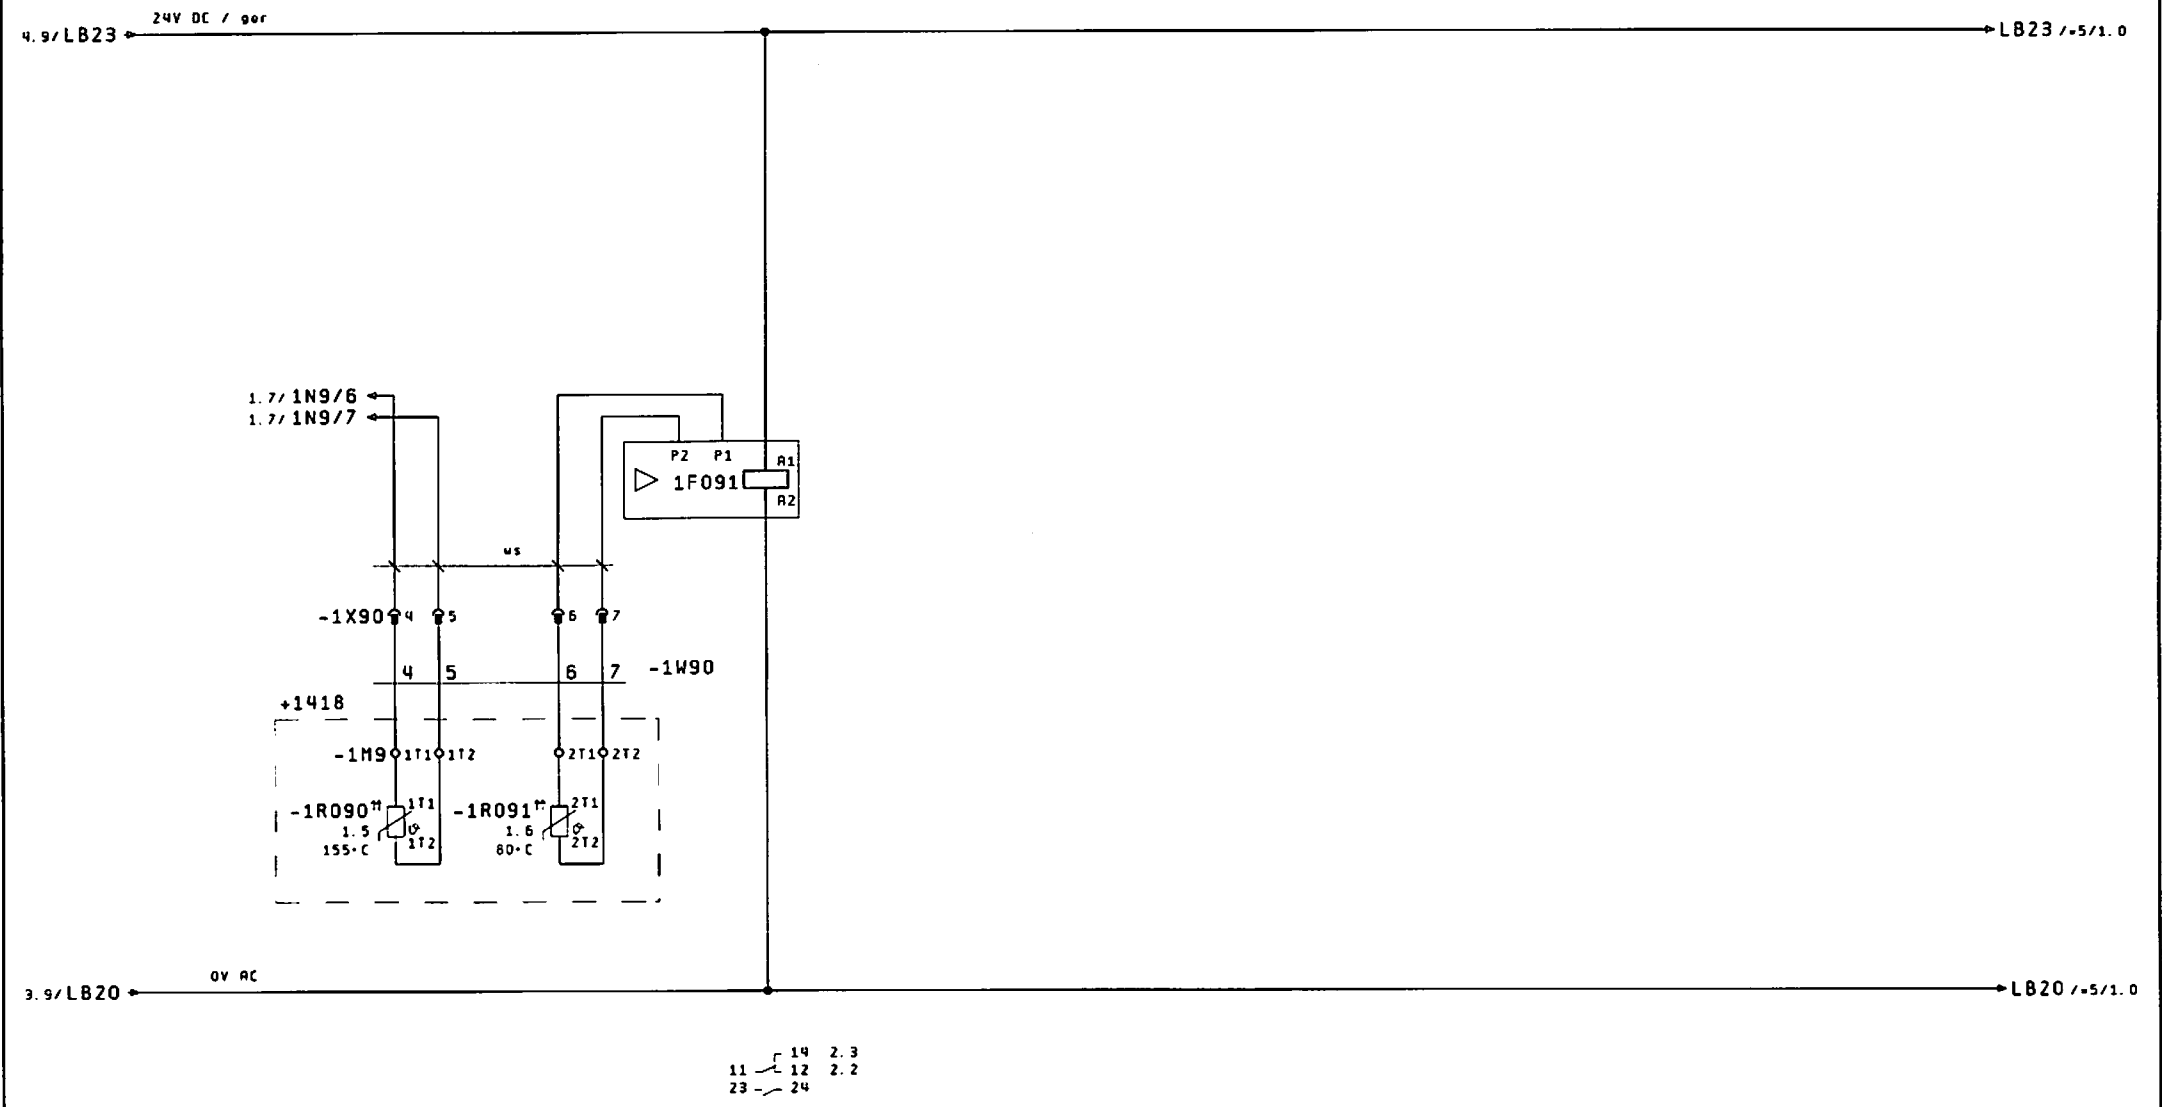 24V DC / ger
4.9/LB23
LB23/=5/1.0
1.7/1N9/6
1.7/1N9/7
P2 P1 A1
1F091
A2
ws
-1X90 4 5 6 7
4 5 6 7 -1W90
+1418
-1M9 1T1 1T2 2T1 2T2
-1R090 1T1 -1R091 2T1
1.5 1.6
155°C 1T2 80°C 2T2
0V AC
3.9/LB20
LB20/=5/1.0
14 2.3
11 12 2.2
23 24